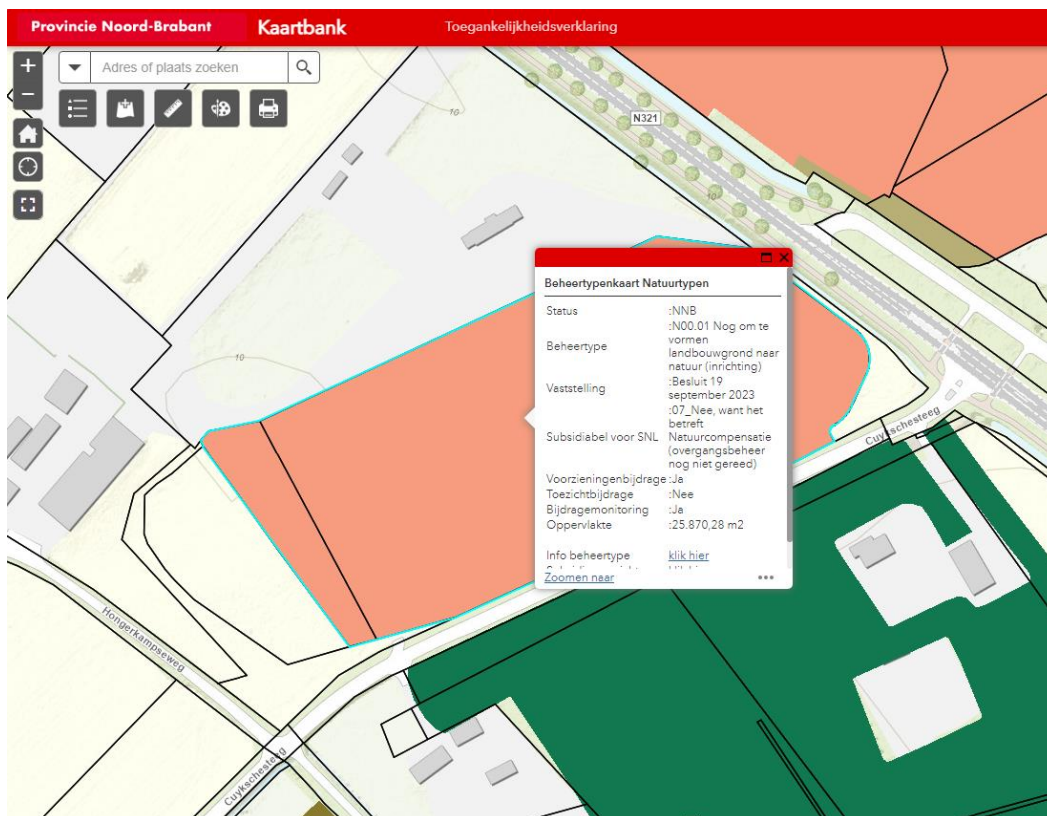 Provincie Noord-Brabant Kaartbank Toegankelijkheidsverklaring
Adres of plaats zoeken
10
N321
10
10
Beheertypenkaart Natuurtypen
Status :NNB
Beheertype :N00.01 Nog om te
vormen
landbouwgrond naar
natuur (inrichting)
Vaststelling :Besluit 19
september 2023
Subsidiabel voor SNL :07_Nee, want het
betreft
Natuurcompensatie
(overgangsbeheer
nog niet gereed)
Voorzieningenbijdrage :Ja
Toezichtbijdrage :Nee
Bijdragemonitoring :Ja
Oppervlakte :25.870,28 m2
Info beheertype klik hier
Zoomen naar
Cuykschesteeg
Hongerkampseweg
Cuykschesteeg